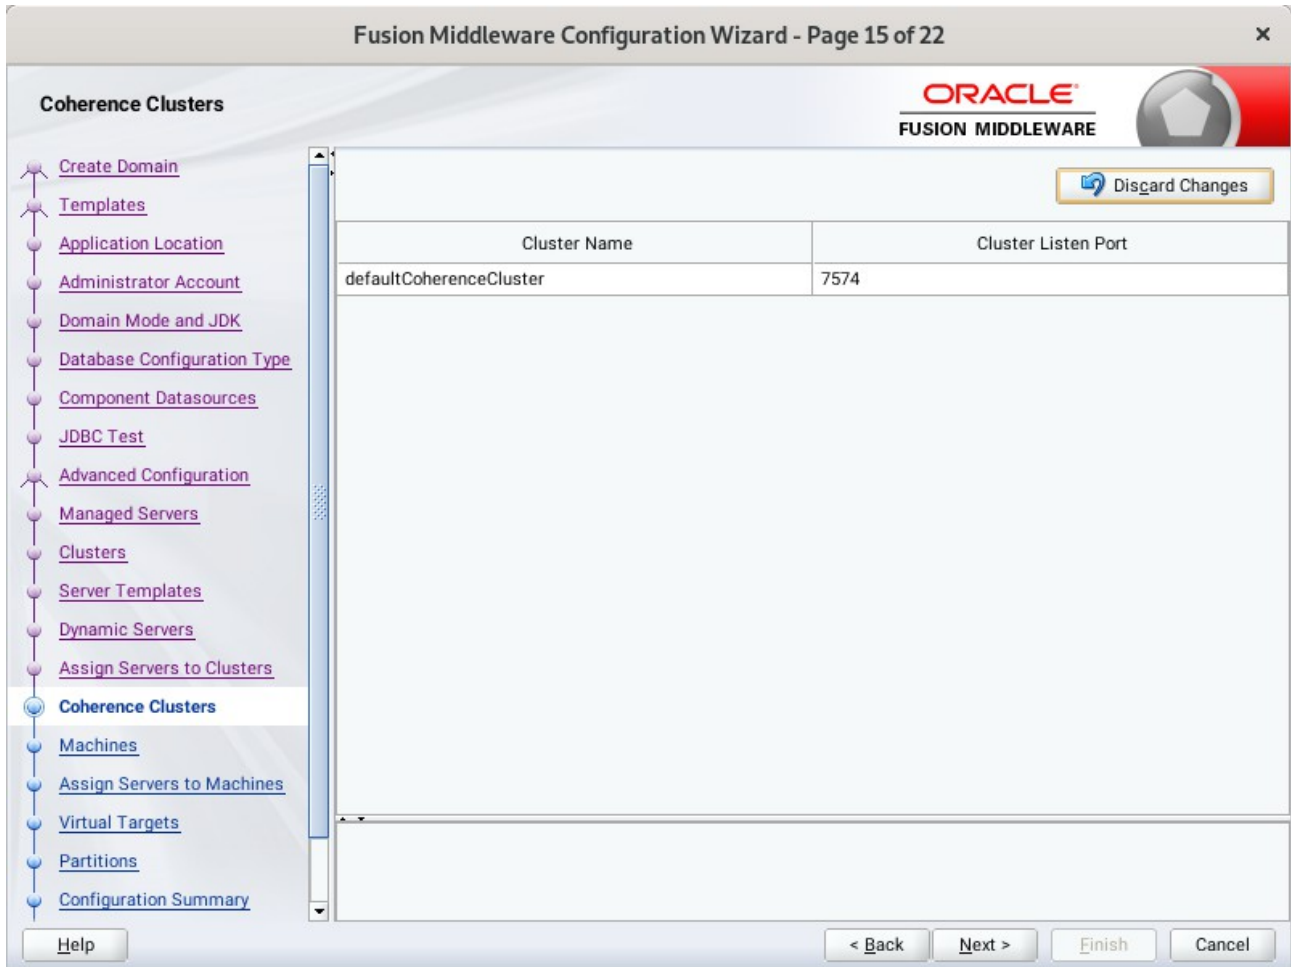 Fusion Middleware Configuration Wizard - Page 15 of 22
Coherence Clusters
ORACLE
FUSION MIDDLEWARE
Create Domain
Templates
Application Location
Administrator Account
Domain Mode and JDK
Database Configuration Type
Component Datasources
JDBC Test
Advanced Configuration
Managed Servers
Clusters
Server Templates
Dynamic Servers
Assign Servers to Clusters
Coherence Clusters
Machines
Assign Servers to Machines
Virtual Targets
Partitions
Configuration Summary
Discard Changes
Cluster Name Cluster Listen Port
defaultCoherenceCluster 7574
Help < Back Next > Finish Cancel